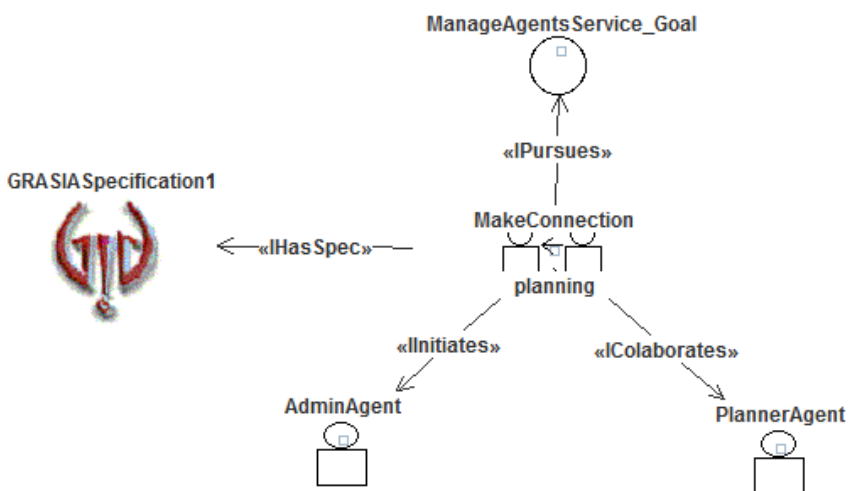 ManageAgentsService_Goal
«IPursues»
GRASIASpecification1
MakeConnection
«IHasSpec»
planning
«IInitiates»
«IColaborates»
AdminAgent
PlannerAgent